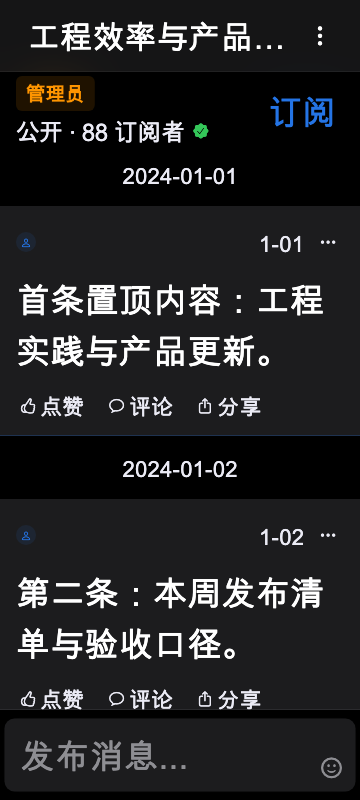 工程效率与产品...
管理员
公开 · 88 订阅者
订阅
2024-01-01
1-01
首条置顶内容：工程
实践与产品更新。
点赞 评论 分享
2024-01-02
1-02
第二条：本周发布清
单与验收口径。
点赞 评论 分享
发布消息...